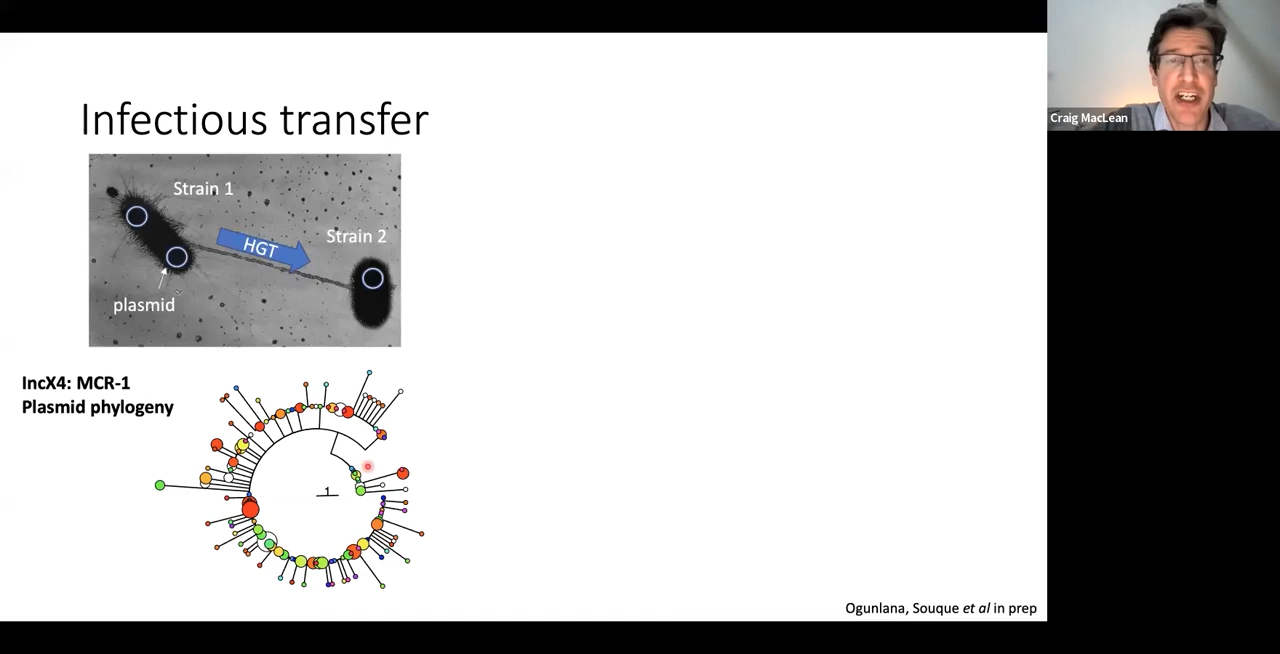 Infectious transfer
Strain 1
HGT
Strain 2
plasmid
IncX4: MCR-1
Plasmid phylogeny
1
Ogunlana, Souque et al in prep
Craig MacLean